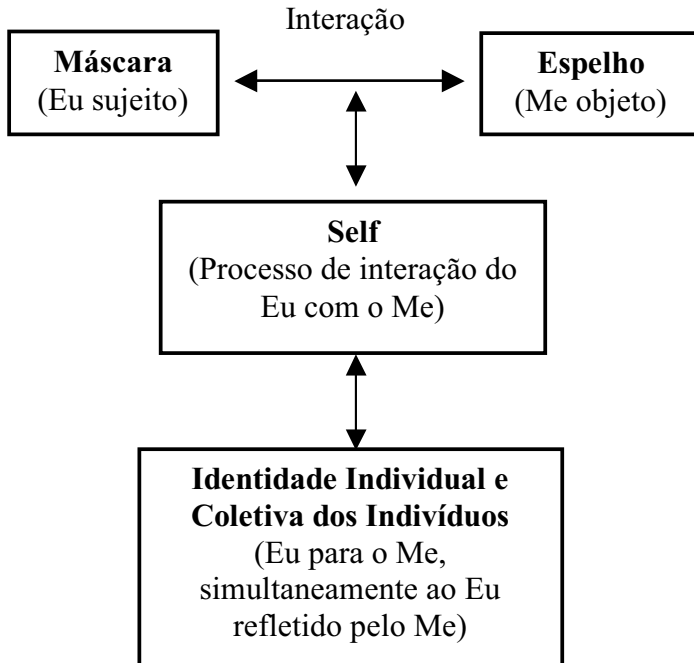 Interação
Máscara
(Eu sujeito)
Espelho
(Me objeto)
Self
(Processo de interação do
Eu com o Me)
Identidade Individual e
Coletiva dos Indivíduos
(Eu para o Me,
simultaneamente ao Eu
refletido pelo Me)